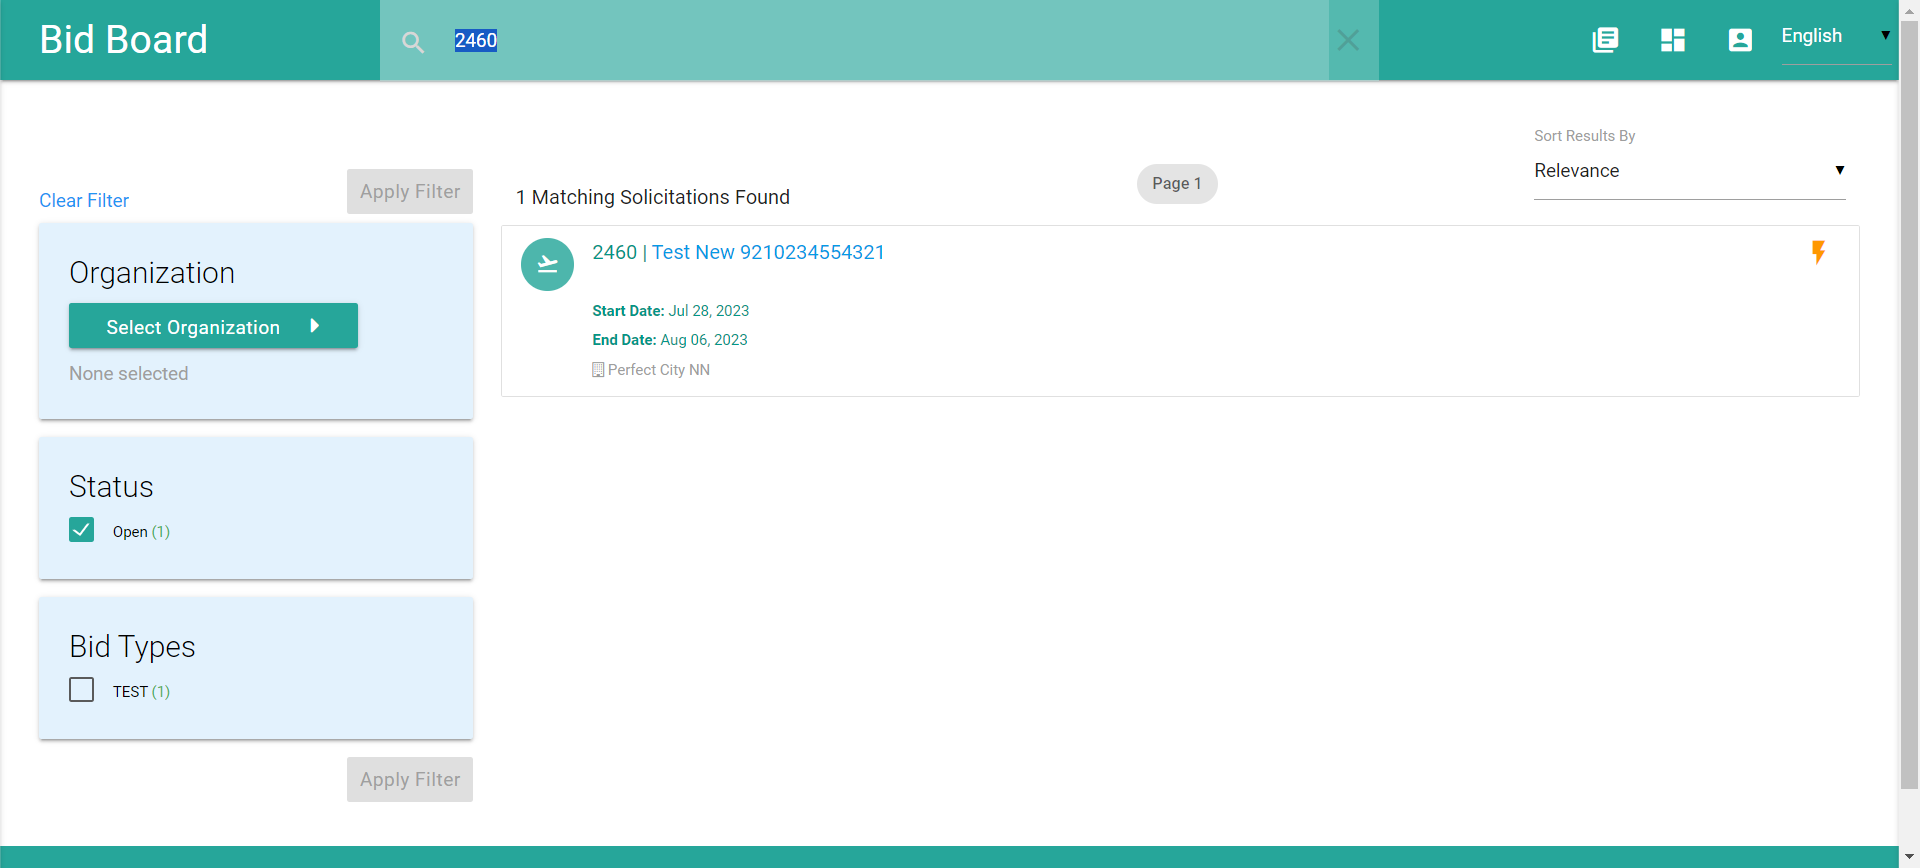 Bid Board
2460
English
Sort Results By
Relevance
Clear Filter
Apply Filter
1 Matching Solicitations Found
Page 1
Organization
Select Organization
None selected
Status
Open (1)
Bid Types
TEST (1)
Apply Filter
2460 | Test New 9210234554321
Start Date: Jul 28, 2023
End Date: Aug 06, 2023
Perfect City NN